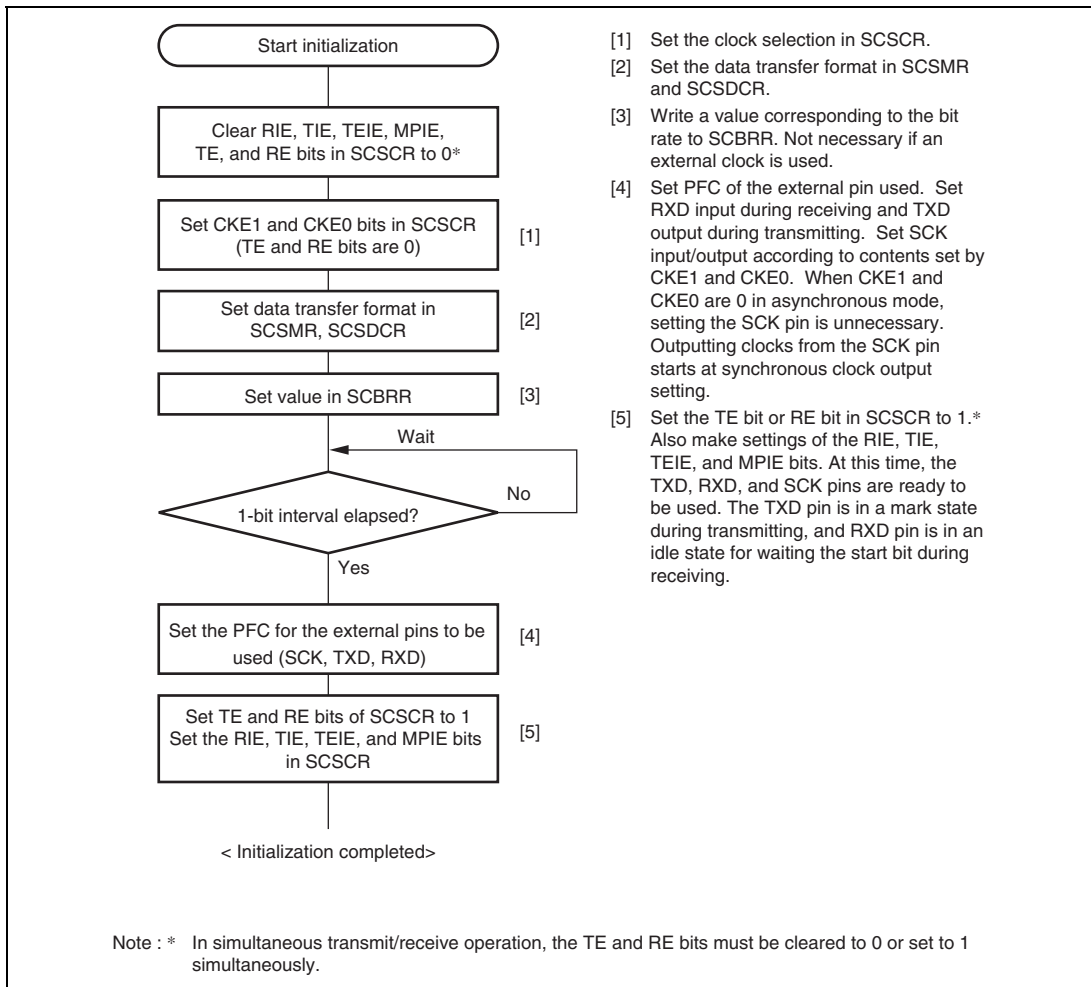 Start initialization
Clear RIE, TIE, TEIE, MPIE,
TE, and RE bits in SCSCR to 0*
Set CKE1 and CKE0 bits in SCSCR
(TE and RE bits are 0)
[1]
Set data transfer format in
SCSMR, SCSDCR
[2]
Set value in SCBRR
[3]
Wait
No
1-bit interval elapsed?
Yes
Set the PFC for the external pins to be
used (SCK, TXD, RXD)
[4]
Set TE and RE bits of SCSCR to 1
Set the RIE, TIE, TEIE, and MPIE bits
in SCSCR
[5]
< Initialization completed>
[1] Set the clock selection in SCSCR.
[2] Set the data transfer format in SCSMR
and SCSDCR.
[3] Write a value corresponding to the bit
rate to SCBRR. Not necessary if an
external clock is used.
[4] Set PFC of the external pin used. Set
RXD input during receiving and TXD
output during transmitting. Set SCK
input/output according to contents set by
CKE1 and CKE0. When CKE1 and
CKE0 are 0 in asynchronous mode,
setting the SCK pin is unnecessary.
Outputting clocks from the SCK pin
starts at synchronous clock output
setting.
[5] Set the TE bit or RE bit in SCSCR to 1.*
Also make settings of the RIE, TIE,
TEIE, and MPIE bits. At this time, the
TXD, RXD, and SCK pins are ready to
be used. The TXD pin is in a mark state
during transmitting, and RXD pin is in an
idle state for waiting the start bit during
receiving.
Note : * In simultaneous transmit/receive operation, the TE and RE bits must be cleared to 0 or set to 1
simultaneously.